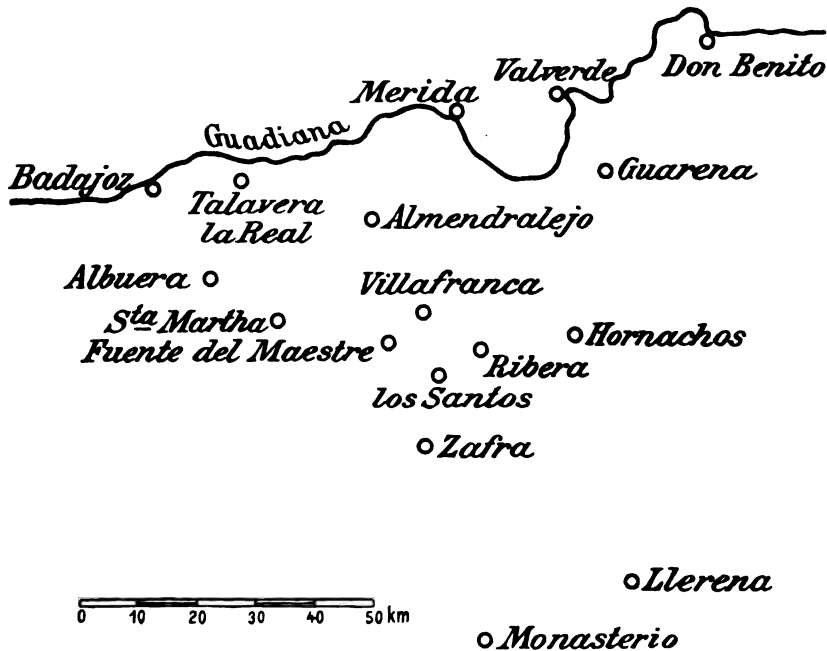 Don Benito
Valverde
Merida
Guadiana
Guarena
Badajoz
Talavera
la Real
Almendralejo
Albuera
Villafranca
Sta Martha
Hornachos
Fuente del Maestre
Ribera
los Santos
Zafra
Llerena
0 10 20 30 40 50 km
Monasterio